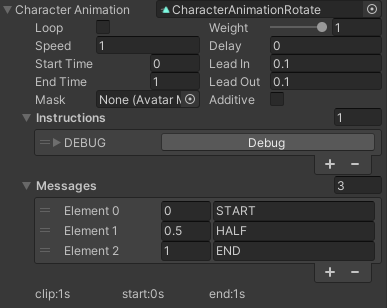 Character Animation CharacterAnimationRotate
Loop Weight 1
Speed 1 Delay 0
Start Time 0 Lead In 0.1
End Time 1 Lead Out 0.1
Mask None (Avatar M Additive
Instructions 1
DEBUG Debug
+ −
Messages 3
Element 0 0 START
Element 1 0.5 HALF
Element 2 1 END
+ −
clip:1s start:0s end:1s